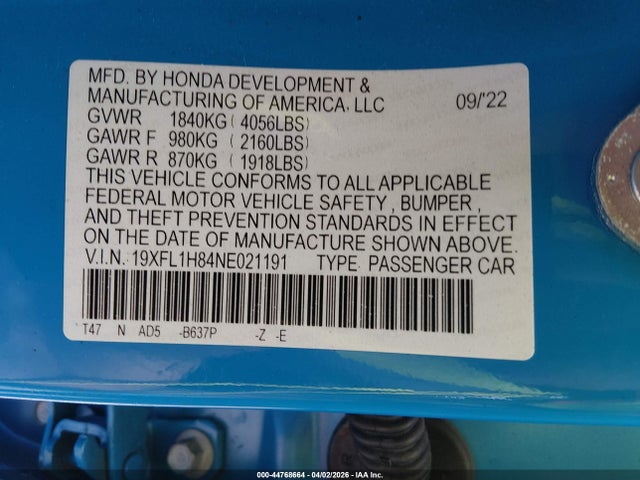 MFD. BY HONDA DEVELOPMENT &
MANUFACTURING OF AMERICA, LLC 09/'22
GVWR 1840KG ( 4056LBS)
GAWR F 980KG ( 2160LBS)
GAWR R 870KG ( 1918LBS)
THIS VEHICLE CONFORMS TO ALL APPLICABLE
FEDERAL MOTOR VEHICLE SAFETY , BUMPER ,
AND THEFT PREVENTION STANDARDS IN EFFECT
ON THE DATE OF MANUFACTURE SHOWN ABOVE.
V.I.N. 19XFL1H84NE021191 TYPE: PASSENGER CAR
T47 N AD5 -B637P -Z -E
000-44768664 | 04/02/2026 | IAA Inc.